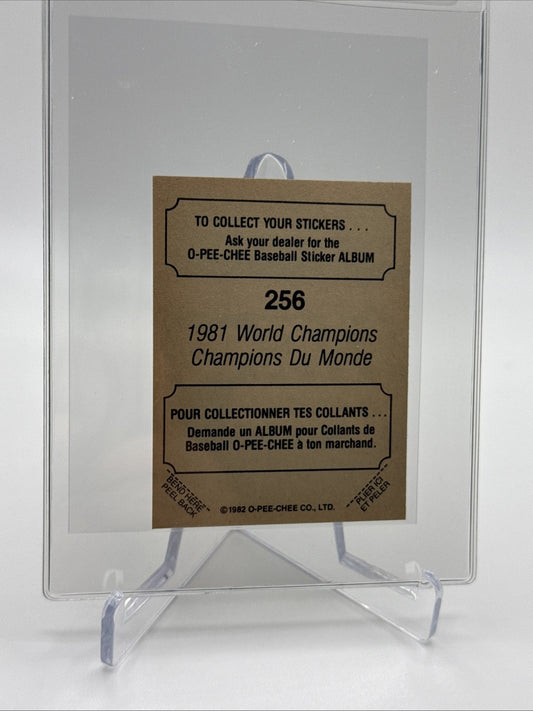 TO COLLECT YOUR STICKERS . . .
Ask your dealer for the
O-PEE-CHEE Baseball Sticker ALBUM
256
1981 World Champions
Champions Du Monde
POUR COLLECTIONNER TES COLLANTS . . .
Demande un ALBUM pour Collants de
Baseball O-PEE-CHEE à ton marchand.
BEND HERE
PEEL BACK
©1982 O-PEE-CHEE CO., LTD.
PLIER ICI
ET PELER